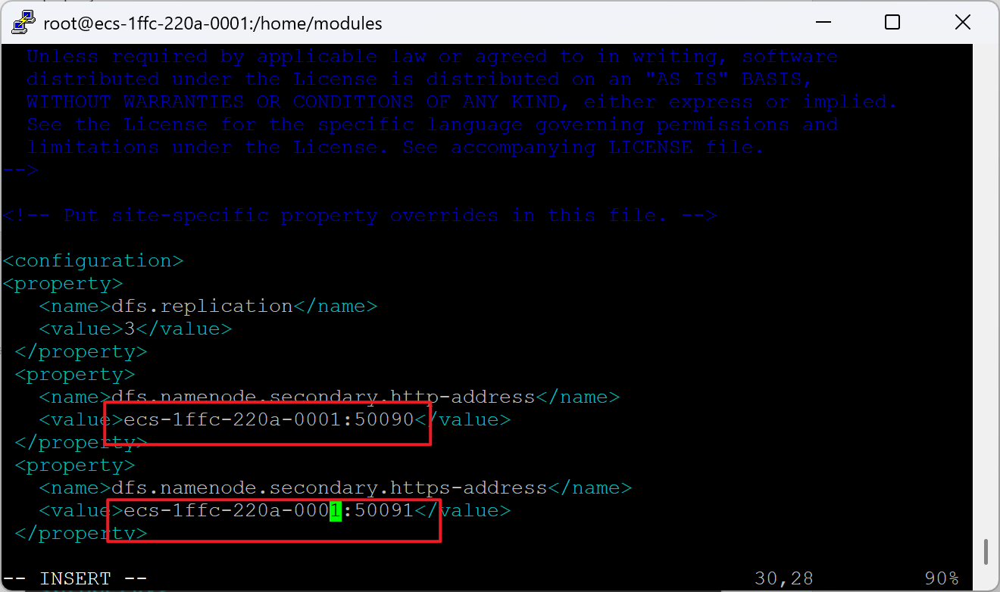 root@ecs-1ffc-220a-0001:/home/modules
Unless required by applicable law or agreed to in writing, software
distributed under the License is distributed on an "AS IS" BASIS,
WITHOUT WARRANTIES OR CONDITIONS OF ANY KIND, either express or implied.
See the License for the specific language governing permissions and
limitations under the License. See accompanying LICENSE file.
-->
<!-- Put site-specific property overrides in this file. -->
<configuration>
<property>
<name>dfs.replication</name>
<value>3</value>
</property>
<property>
<name>dfs.namenode.secondary.http-address</name>
<value>ecs-1ffc-220a-0001:50090</value>
</property>
<property>
<name>dfs.namenode.secondary.https-address</name>
<value>ecs-1ffc-220a-0001:50091</value>
</property>
-- INSERT -- 30,28 90%